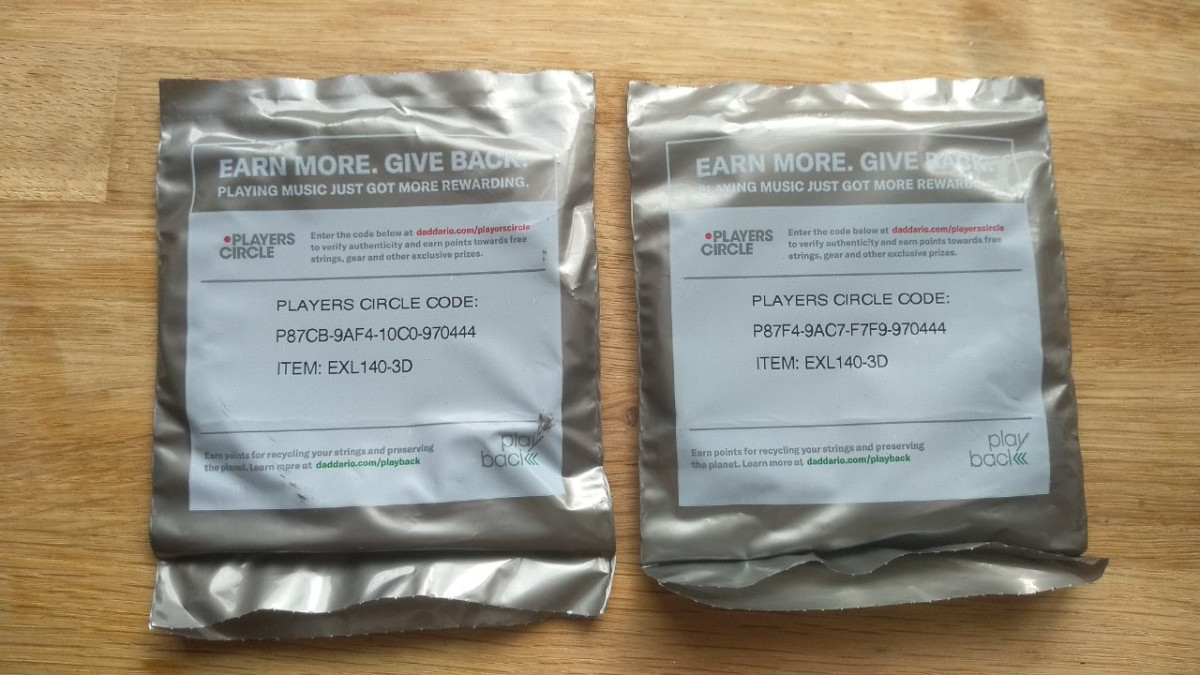 EARN MORE. GIVE BACK.
PLAYING MUSIC JUST GOT MORE REWARDING.
PLAYERS
CIRCLE
Enter the code below at daddario.com/playerscircle
to verify authenticity and earn points towards free
strings, gear and other exclusive prizes.
PLAYERS CIRCLE CODE:
P87CB-9AF4-10C0-970444
ITEM: EXL140-3D
Earn points for recycling your strings and preserving
the planet. Learn more at daddario.com/playback
play
back
EARN MORE. GIVE BACK.
PLAYING MUSIC JUST GOT MORE REWARDING.
PLAYERS
CIRCLE
Enter the code below at daddario.com/playerscircle
to verify authenticity and earn points towards free
strings, gear and other exclusive prizes.
PLAYERS CIRCLE CODE:
P87F4-9AC7-F7F9-970444
ITEM: EXL140-3D
Earn points for recycling your strings and preserving
the planet. Learn more at daddario.com/playback
play
back